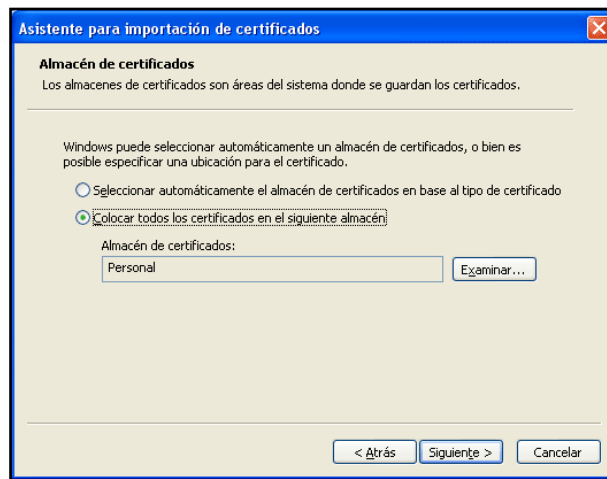 Asistente para importación de certificados
Almacén de certificados
Los almacenes de certificados son áreas del sistema donde se guardan los certificados.
Windows puede seleccionar automáticamente un almacén de certificados, o bien es
posible especificar una ubicación para el certificado.
Seleccionar automáticamente el almacén de certificados en base al tipo de certificado
Colocar todos los certificados en el siguiente almacén
Almacén de certificados:
Personal
Examinar...
< Atrás
Siguiente >
Cancelar